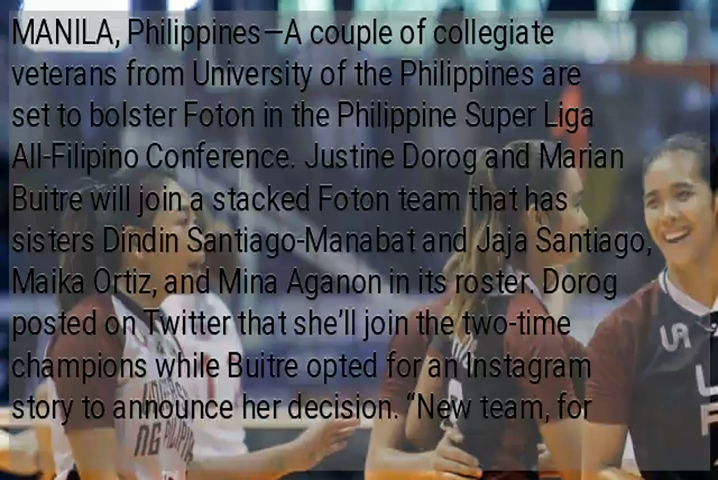 MANILA, Philippines—A couple of collegiate
veterans from University of the Philippines are
set to bolster Foton in the Philippine Super Liga
All-Filipino Conference. Justine Dorog and Marian
Buitre will join a stacked Foton team that has
sisters Dindin Santiago-Manabat and Jaja Santiago,
Maika Ortiz, and Mina Aganon in its roster. Dorog
posted on Twitter that she’ll join the two-time
champions while Buitre opted for an Instagram
story to announce her decision. “New team, for
UA